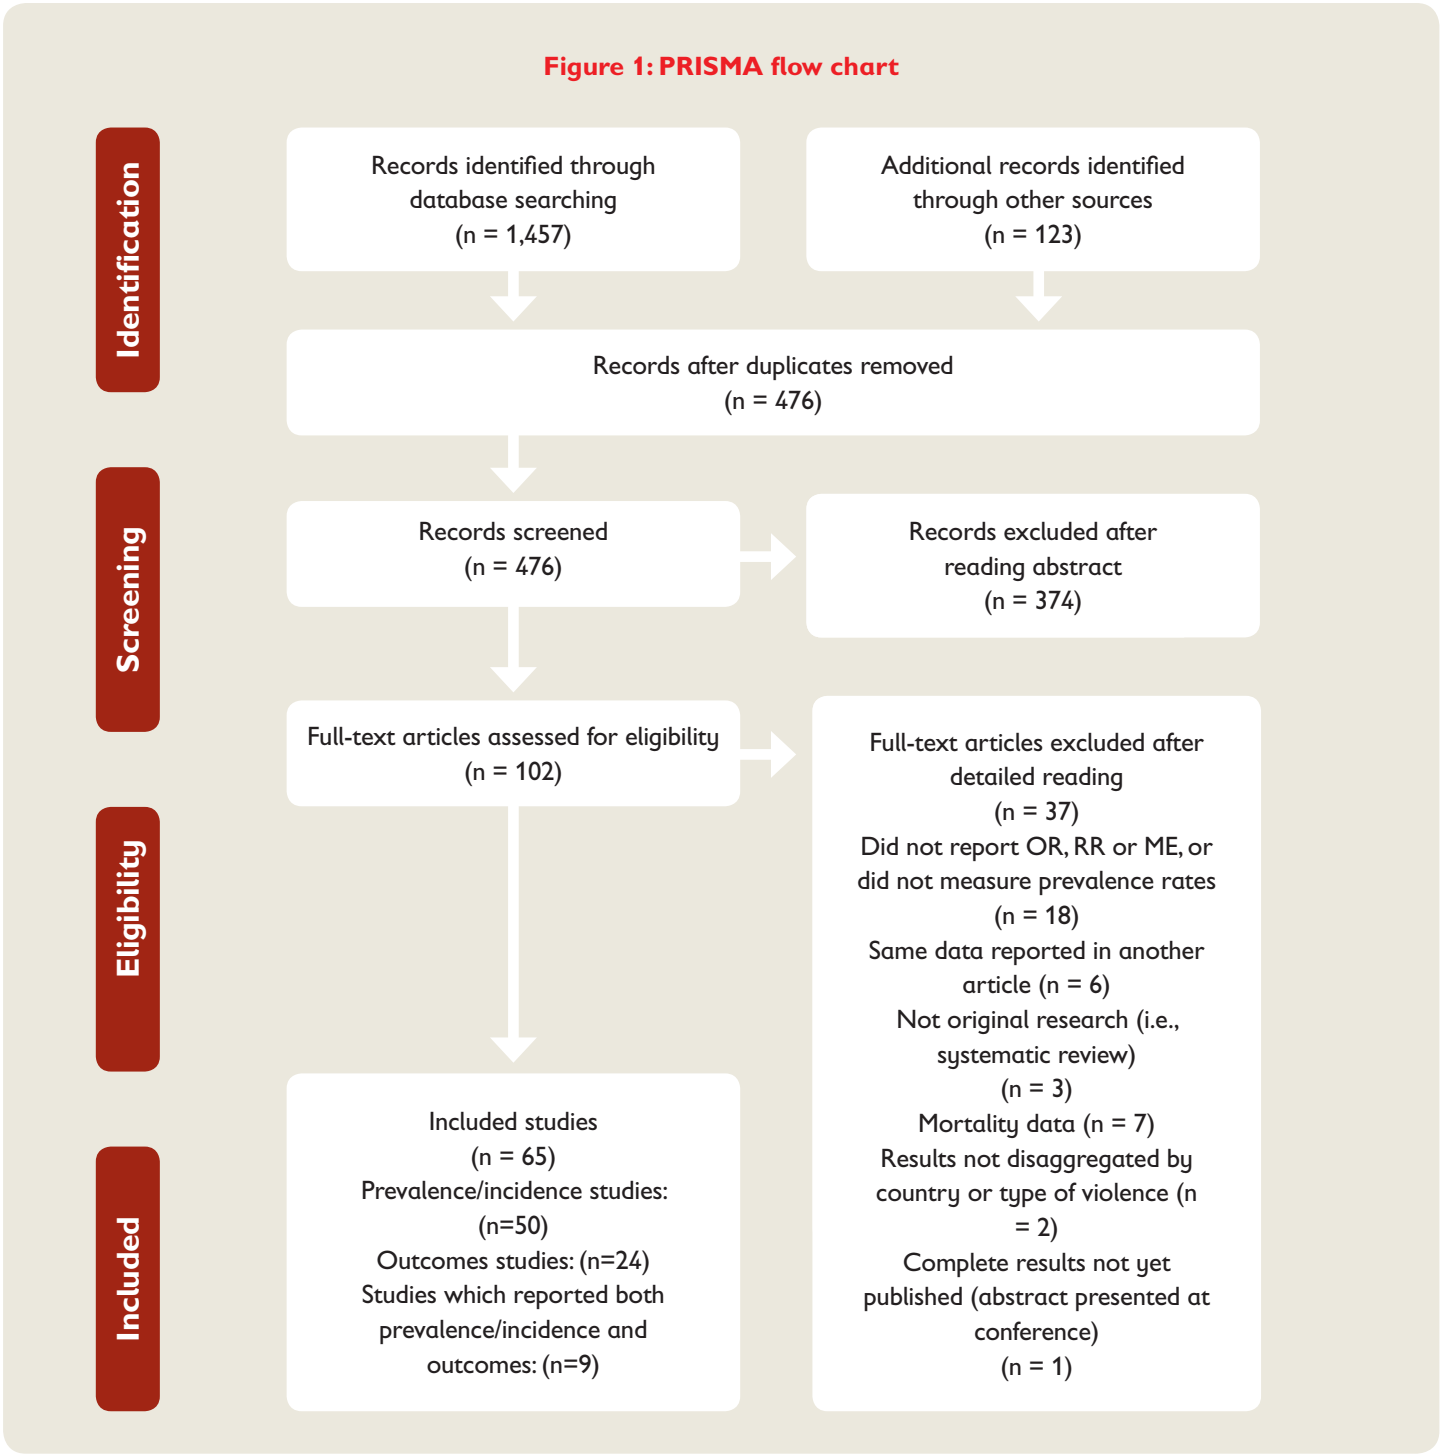 Figure 1: PRISMA flow chart
Identification
Records identified through
database searching
(n = 1,457)
Additional records identified
through other sources
(n = 123)
Records after duplicates removed
(n = 476)
Screening
Records screened
(n = 476)
Records excluded after
reading abstract
(n = 374)
Full-text articles assessed for eligibility
(n = 102)
Eligibility
Full-text articles excluded after
detailed reading
(n = 37)
Did not report OR, RR or ME, or
did not measure prevalence rates
(n = 18)
Same data reported in another
article (n = 6)
Not original research (i.e.,
systematic review)
(n = 3)
Mortality data (n = 7)
Results not disaggregated by
country or type of violence (n
= 2)
Complete results not yet
published (abstract presented at
conference)
(n = 1)
Included
Included studies
(n = 65)
Prevalence/incidence studies:
(n=50)
Outcomes studies: (n=24)
Studies which reported both
prevalence/incidence and
outcomes: (n=9)